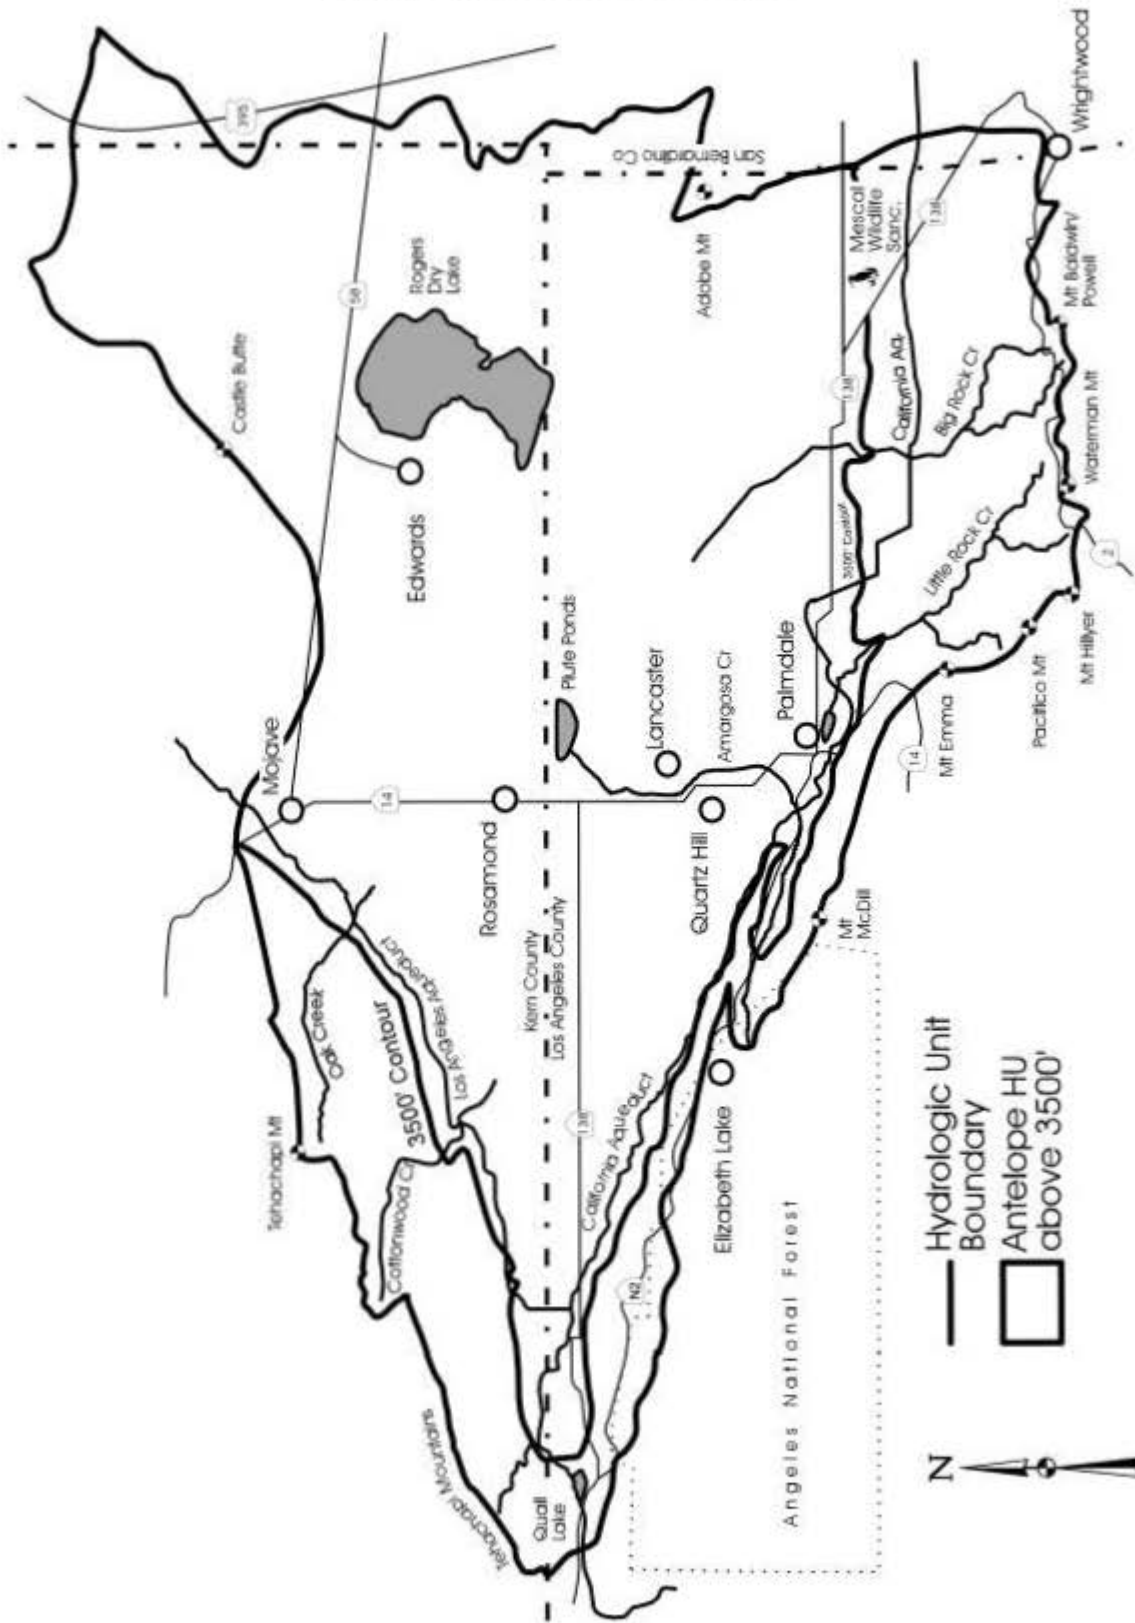 395
San Bernardino Co
Wrightwood
Castle Butte
58
Rogers
Dry
Lake
Edwards
Adobe Mt
Mescal
Wildlife
Sanc.
138
138
California Aq.
Big Rock Cr
Mt Baldwin/
Powell
Waterman Mt
3500' Contour
Little Rock Cr
2
Mt Hillyer
Pacifico Mt
Mt Emma
14
Piute Ponds
Lancaster
Amargosa Cr
Palmdale
Mojave
14
Rosamond
Quartz Hill
Kern County
Los Angeles County
Mt
McDill
Los Angeles Aqueduct
Oak Creek
3500' Contour
Tehachapi Mt
Cottonwood Cr
138
California Aqueduct
Elizabeth Lake
N2
Tehachapi Mountains
Quail
Lake
Angeles National Forest
Hydrologic Unit
Boundary
Antelope HU
above 3500'
N